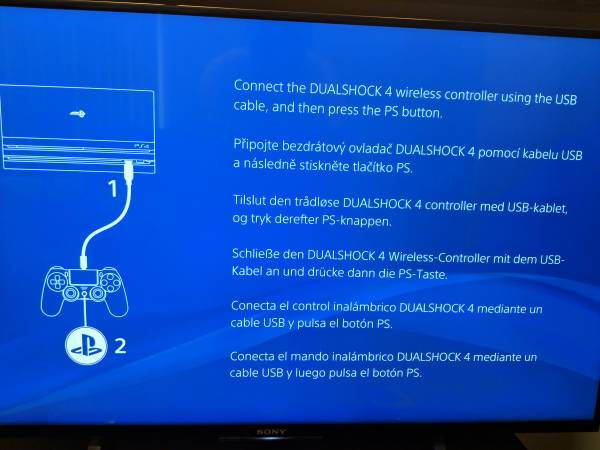 Connect the DUALSHOCK 4 wireless controller using the USB
cable, and then press the PS button.
Připojte bezdrátový ovladač DUALSHOCK 4 pomocí kabelu USB
a následně stiskněte tlačítko PS.
Tilslut den trådløse DUALSHOCK 4 controller med USB-kablet,
og tryk derefter PS-knappen.
Schließe den DUALSHOCK 4 Wireless-Controller mit dem USB-
Kabel an und drücke dann die PS-Taste.
Conecta el control inalámbrico DUALSHOCK 4 mediante un
cable USB y pulsa el botón PS.
Conecta el mando inalámbrico DUALSHOCK 4 mediante un
cable USB y luego pulsa el botón PS.
PS4
1
2
SONY